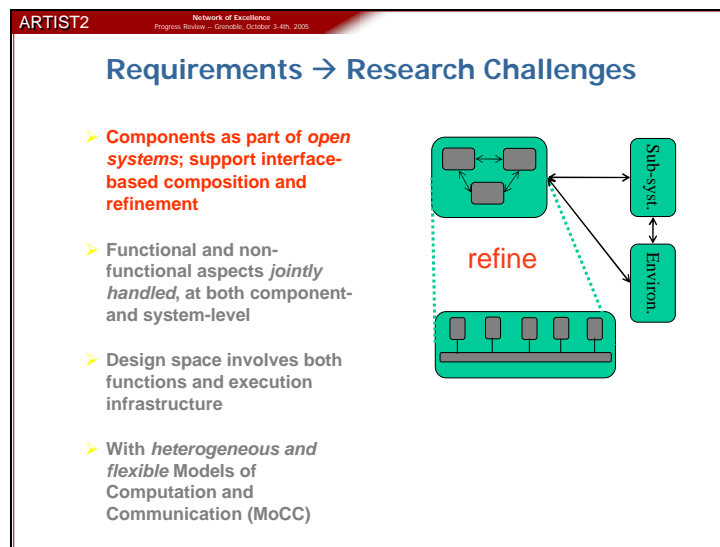 ARTIST2
Network of Excellence
Progress Review – Grenoble, October 3-4th, 2005
Requirements → Research Challenges
➢ Components as part of open
systems; support interface-
based composition and
refinement
➢ Functional and non-
functional aspects jointly
handled, at both component-
and system-level
➢ Design space involves both
functions and execution
infrastructure
➢ With heterogeneous and
flexible Models of
Computation and
Communication (MoCC)
Sub-syst.
refine
Environ.